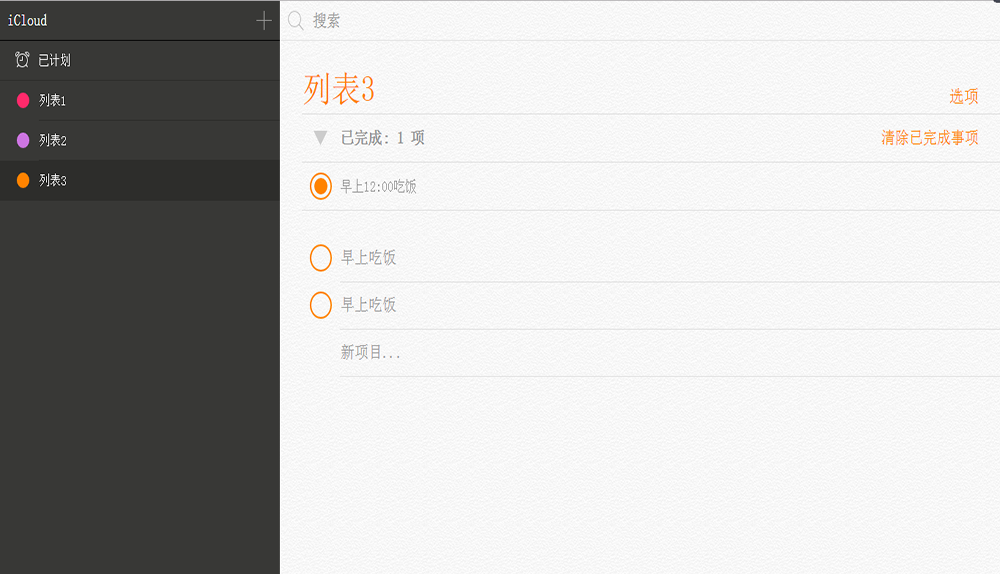 iCloud
已计划
列表1
列表2
列表3
搜索
列表3
选项
已完成: 1 项
清除已完成事项
早上12:00吃饭
早上吃饭
早上吃饭
新项目...